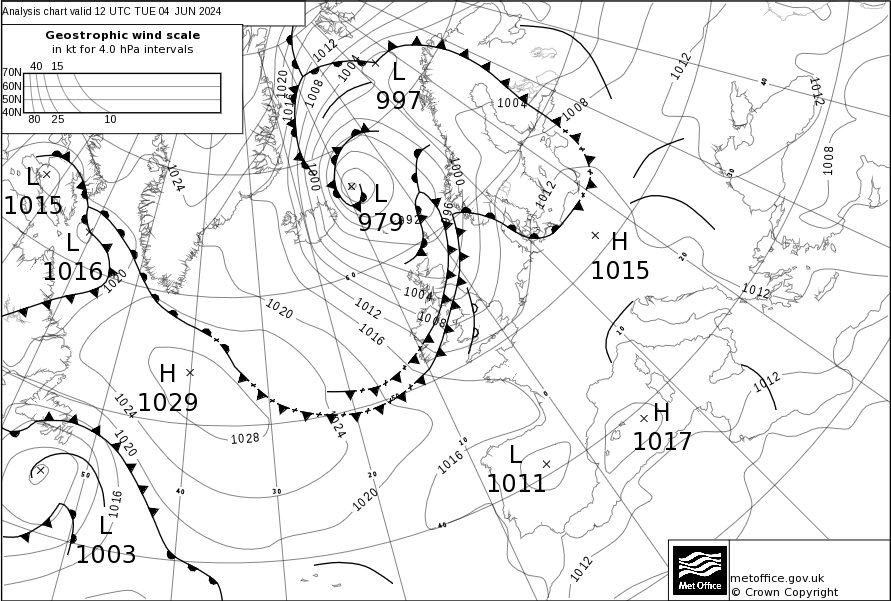 Analysis chart valid 12 UTC TUE 04 JUN 2024
Geostrophic wind scale
in kt for 4.0 hPa intervals
40 15
70N
60N
50N
40N
80 25 10
1012
1020
1016
1008
1004
L
997
1004
1008
1012
1012
40
1008
30
L
1015
1024
1000
L
979
992
1000
996
1012
H
1015
20
L
1016
1020
60
1020
1012
1016
1004
1008
1012
10
H
1029
1024
1028
1024
0
1012
H
1017
1020
10
1016
L
1011
50
40
30
20
1020
40
1016
L
1003
1012
Met Office
metoffice.gov.uk
© Crown Copyright